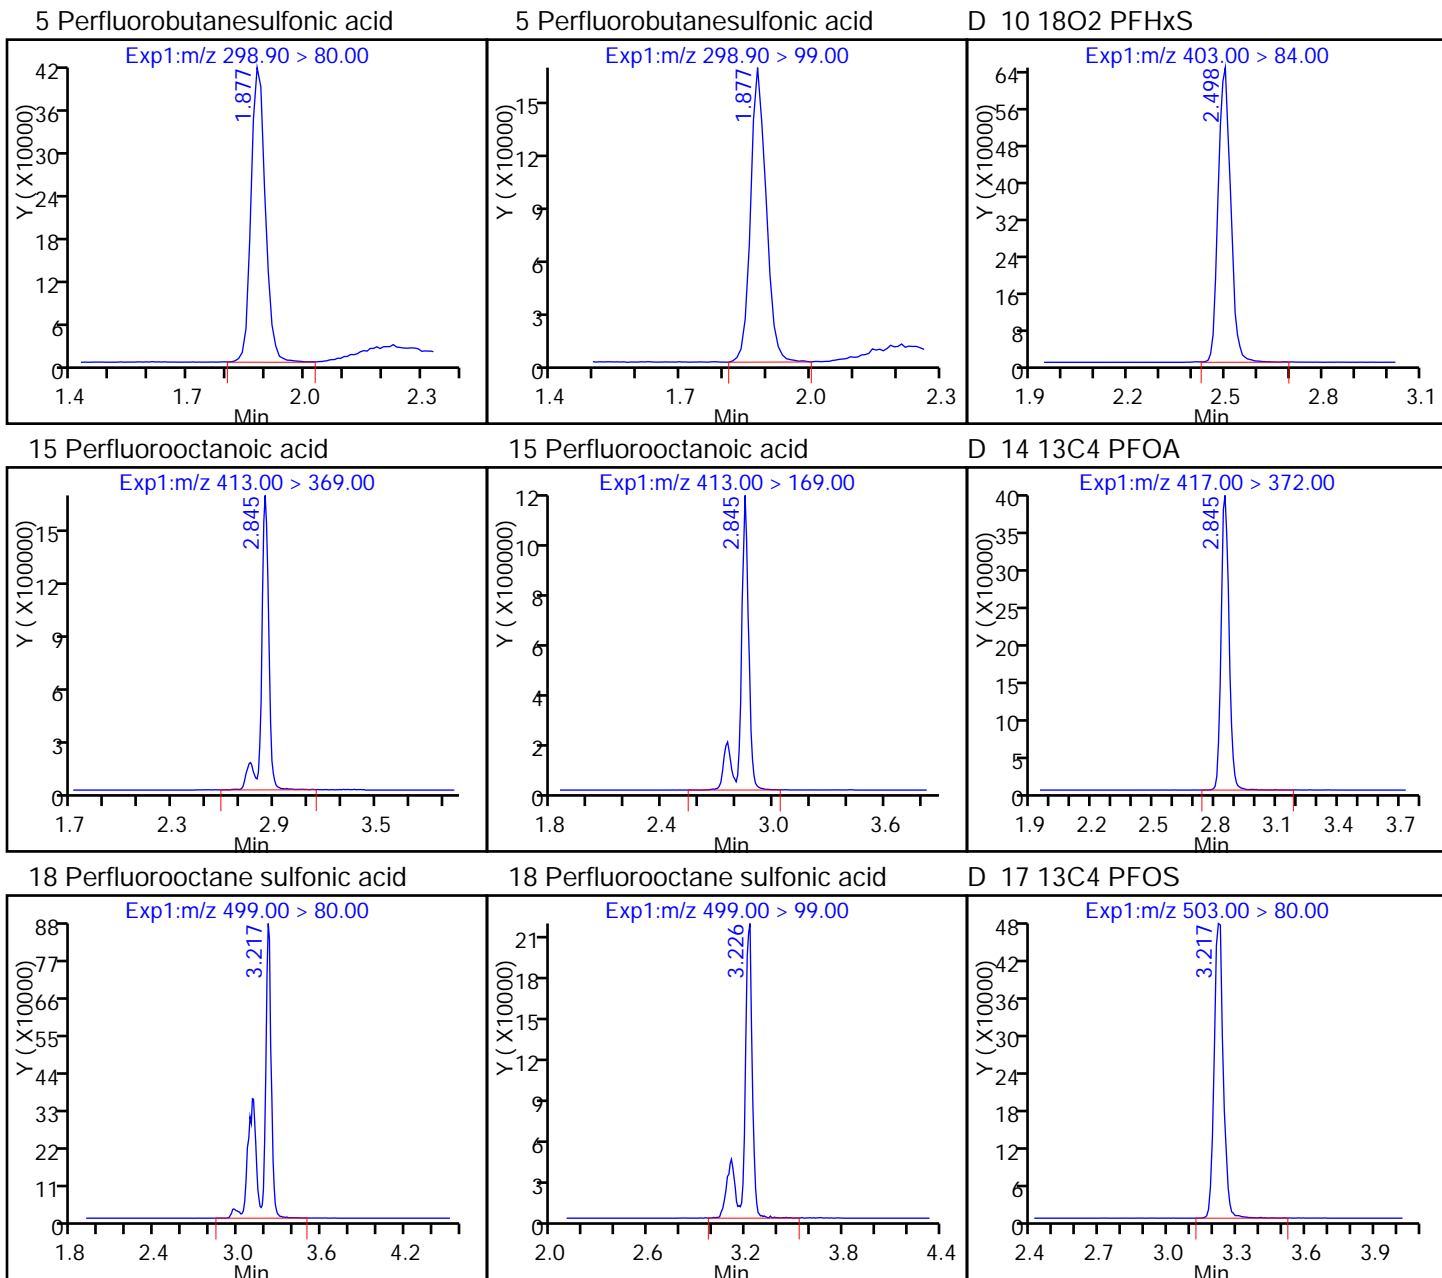 5 Perfluorobutanesulfonic acid
Exp1:m/z 298.90 > 80.00
1.877
Y ( X10000)
42
36
30
24
18
12
6
0
1.4 1.7 2.0 2.3
Min
5 Perfluorobutanesulfonic acid
Exp1:m/z 298.90 > 99.00
1.877
Y ( X10000)
15
12
9
6
3
0
1.4 1.7 2.0 2.3
Min
D 10 18O2 PFHxS
Exp1:m/z 403.00 > 84.00
2.498
Y ( X10000)
64
56
48
40
32
24
16
8
0
1.9 2.2 2.5 2.8 3.1
Min
15 Perfluorooctanoic acid
Exp1:m/z 413.00 > 369.00
2.845
Y ( X100000)
15
12
9
6
3
0
1.7 2.3 2.9 3.5
Min
15 Perfluorooctanoic acid
Exp1:m/z 413.00 > 169.00
2.845
Y ( X100000)
12
10
8
6
4
2
0
1.8 2.4 3.0 3.6
Min
D 14 13C4 PFOA
Exp1:m/z 417.00 > 372.00
2.845
Y ( X100000)
40
35
30
25
20
15
10
5
0
1.9 2.2 2.5 2.8 3.1 3.4 3.7
Min
18 Perfluorooctane sulfonic acid
Exp1:m/z 499.00 > 80.00
3.217
Y ( X10000)
88
77
66
55
44
33
22
11
0
1.8 2.4 3.0 3.6 4.2
Min
18 Perfluorooctane sulfonic acid
Exp1:m/z 499.00 > 99.00
3.226
Y ( X10000)
21
18
15
12
9
6
3
0
2.0 2.6 3.2 3.8 4.4
Min
D 17 13C4 PFOS
Exp1:m/z 503.00 > 80.00
3.217
Y ( X10000)
48
42
36
30
24
18
12
6
0
2.4 2.7 3.0 3.3 3.6 3.9
Min